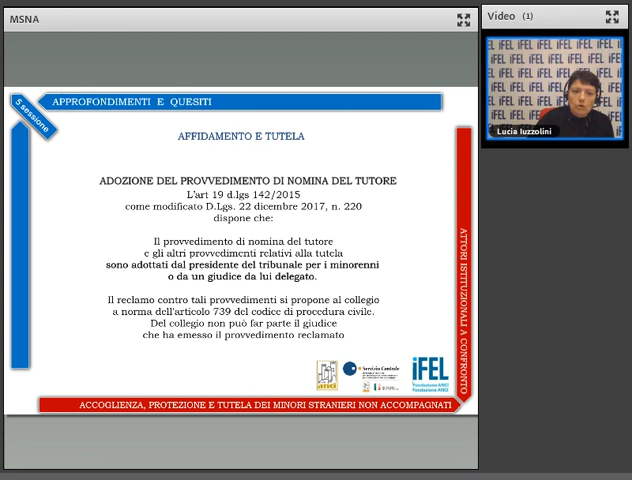 MSNA
Video (1)
Lucia Iuzzolini
5 sessione
APPROFONDIMENTI E QUESITI
AFFIDAMENTO E TUTELA
ADOZIONE DEL PROVVEDIMENTO DI NOMINA DEL TUTORE
L'art 19 d.lgs 142/2015
come modificato D.Lgs. 22 dicembre 2017, n. 220
dispone che:
Il provvedimento di nomina del tutore
e gli altri provvedimenti relativi alla tutela
sono adottati dal presidente del tribunale per i minorenni
o da un giudice da lui delegato.
Il reclamo contro tali provvedimenti si propone al collegio
a norma dell'articolo 739 del codice di procedura civile.
Del collegio non può far parte il giudice
che ha emesso il provvedimento reclamato
ATTORI ISTITUZIONALI A CONFRONTO
anci
Servizio Centrale
iFEL
Fondazione ANCI
ACCOGLIENZA, PROTEZIONE E TUTELA DEI MINORI STRANIERI NON ACCOMPAGNATI